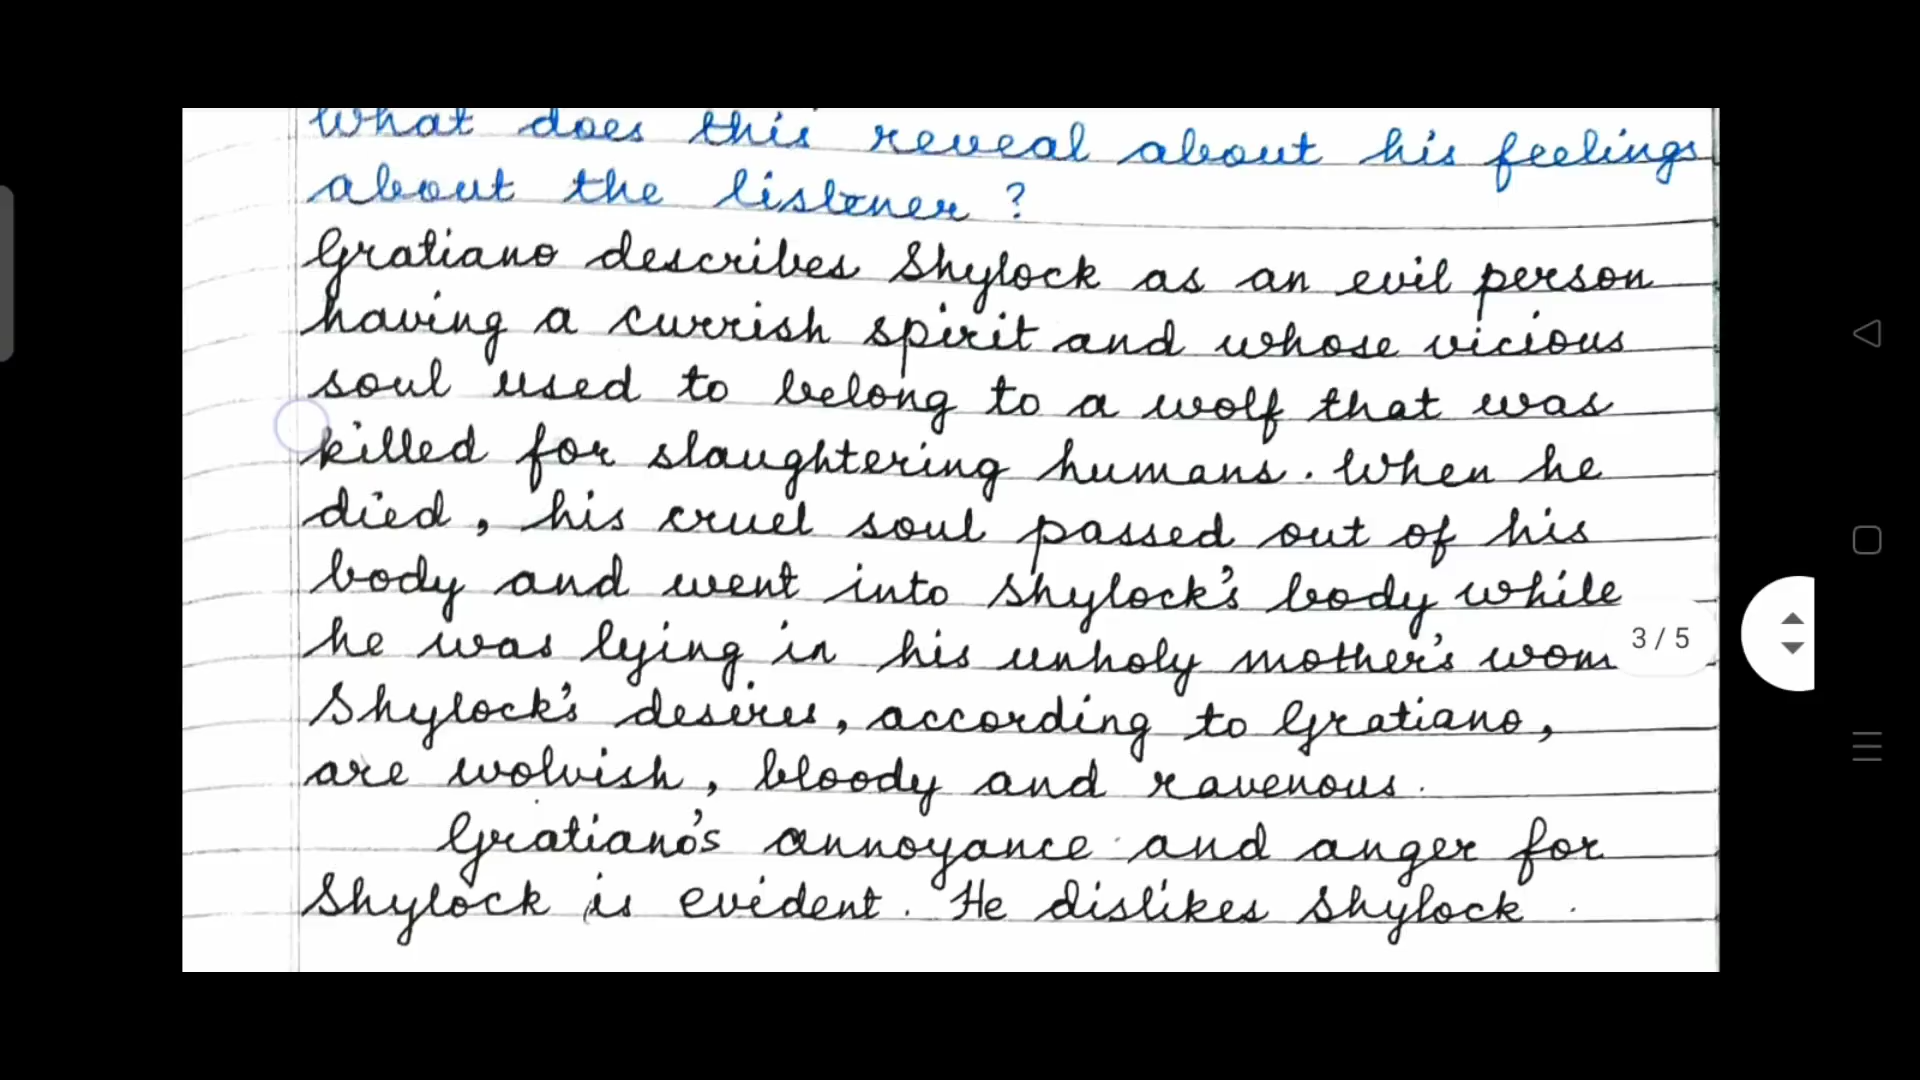 What does this reveal about his feelings
about the listener ?
Gratiano describes Shylock as an evil person
having a currish spirit and whose vicious
soul used to belong to a wolf that was
killed for slaughtering humans. When he
died, his cruel soul passed out of his
body and went into Shylock's body while
he was lying in his unholy mother's wom
3 / 5
Shylock's desires, according to Gratiano,
are wolvish, bloody and ravenous.
Gratiano's annoyance and anger for
Shylock is evident. He dislikes Shylock